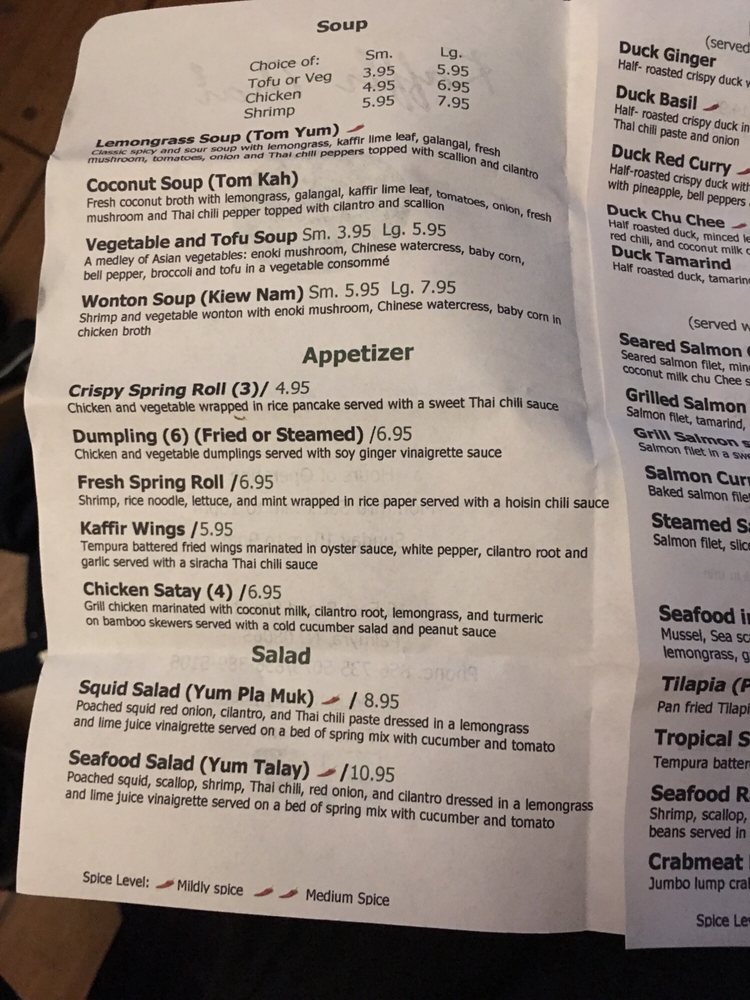 Soup
Choice of: Sm. Lg.
Tofu or Veg 3.95 5.95
Chicken 4.95 6.95
Shrimp 5.95 7.95
Lemongrass Soup (Tom Yum)
Classic spicy and sour soup with lemongrass, kaffir lime leaf, galangal, fresh
mushroom, tomatoes, onion and Thai chili peppers topped with scallion and cilantro
Coconut Soup (Tom Kah)
Fresh coconut broth with lemongrass, galangal, kaffir lime leaf, tomatoes, onion, fresh
mushroom and Thai chili pepper topped with cilantro and scallion
Vegetable and Tofu Soup Sm. 3.95 Lg. 5.95
A medley of Asian vegetables: enoki mushroom, Chinese watercress, baby corn,
bell pepper, broccoli and tofu in a vegetable consommé
Wonton Soup (Kiew Nam) Sm. 5.95 Lg. 7.95
Shrimp and vegetable wonton with enoki mushroom, Chinese watercress, baby corn in
chicken broth
Appetizer
Crispy Spring Roll (3)/ 4.95
Chicken and vegetable wrapped in rice pancake served with a sweet Thai chili sauce
Dumpling (6) (Fried or Steamed) /6.95
Chicken and vegetable dumplings served with soy ginger vinaigrette sauce
Fresh Spring Roll /6.95
Shrimp, rice noodle, lettuce, and mint wrapped in rice paper served with a hoisin chili sauce
Kaffir Wings /5.95
Tempura battered fried wings marinated in oyster sauce, white pepper, cilantro root and
garlic served with a siracha Thai chili sauce
Chicken Satay (4) /6.95
Grill chicken marinated with coconut milk, cilantro root, lemongrass, and turmeric
on bamboo skewers served with a cold cucumber salad and peanut sauce
Salad
Squid Salad (Yum Pla Muk) / 8.95
Poached squid red onion, cilantro, and Thai chili paste dressed in a lemongrass
and lime juice vinaigrette served on a bed of spring mix with cucumber and tomato
Seafood Salad (Yum Talay) /10.95
Poached squid, scallop, shrimp, Thai chili, red onion, and cilantro dressed in a lemongrass
and lime juice vinaigrette served on a bed of spring mix with cucumber and tomato
Spice Level: Mildly spice Medium Spice
(served
Duck Ginger
Half- roasted crispy duck
Duck Basil
Half- roasted crispy duck in
Thai chili paste and onion
Duck Red Curry
Half-roasted crispy duck with
with pineapple, bell peppers
Duck Chu Chee
Half roasted duck, minced
red chili, and coconut milk
Duck Tamarind
Half roasted duck,
(served
Seared Salmon
Seared salmon filet,
coconut milk chu Chee
Grilled Salmon
Salmon filet, tamarind,
Grill Salmon
Salmon filet in a
Salmon
Baked salmon
Steamed
Salmon filet,
Seafood
Mussel, Sea
lemongrass,
Tilapia
Pan fried
Tropical
Tempura
Seafood
Shrimp, scallop,
beans served in
Crabmeat
Jumbo lump
Spice